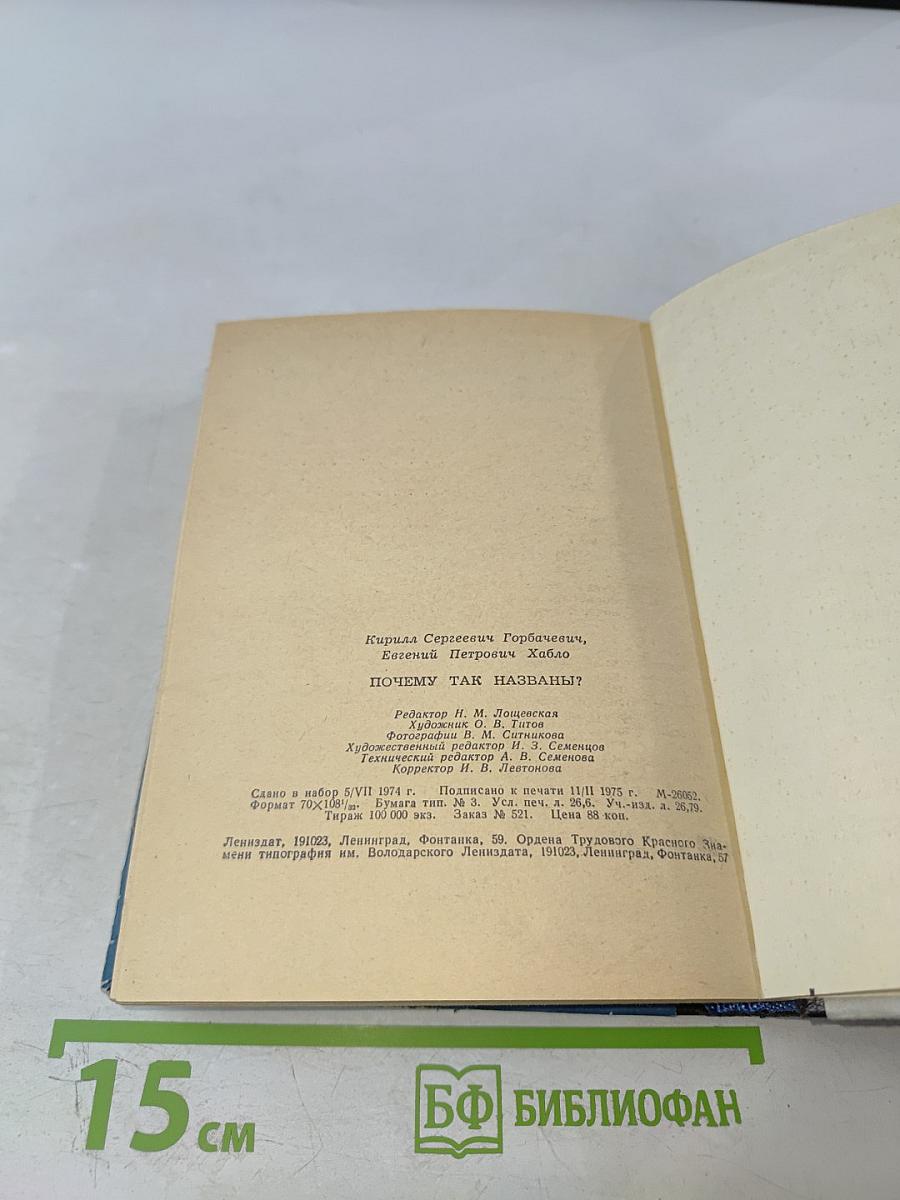 Кирилл Сергеевич Горбачевич,
Евгений Петрович Хабло
ПОЧЕМУ ТАК НАЗВАНЫ?
Редактор Н. М. Лощевская
Художник О. В. Титов
Фотографии В. М. Ситникова
Художественный редактор И. З. Семенцов
Технический редактор А. В. Семенова
Корректор И. В. Левтонова
Сдано в набор 5/VII 1974 г. Подписано к печати 11/II 1975 г. М-26052.
Формат 70×108¹/₃₂. Бумага тип. № 3. Усл. печ. л. 26,6. Уч.-изд. л. 26,79.
Тираж 100 000 экз. Заказ № 521. Цена 88 коп.
Лениздат, 191023, Ленинград, Фонтанка, 59. Ордена Трудового Красного Зна-
мени типография им. Володарского Лениздата, 191023, Ленинград, Фонтанка, 57
15 см
БФ БИБЛИОФАН